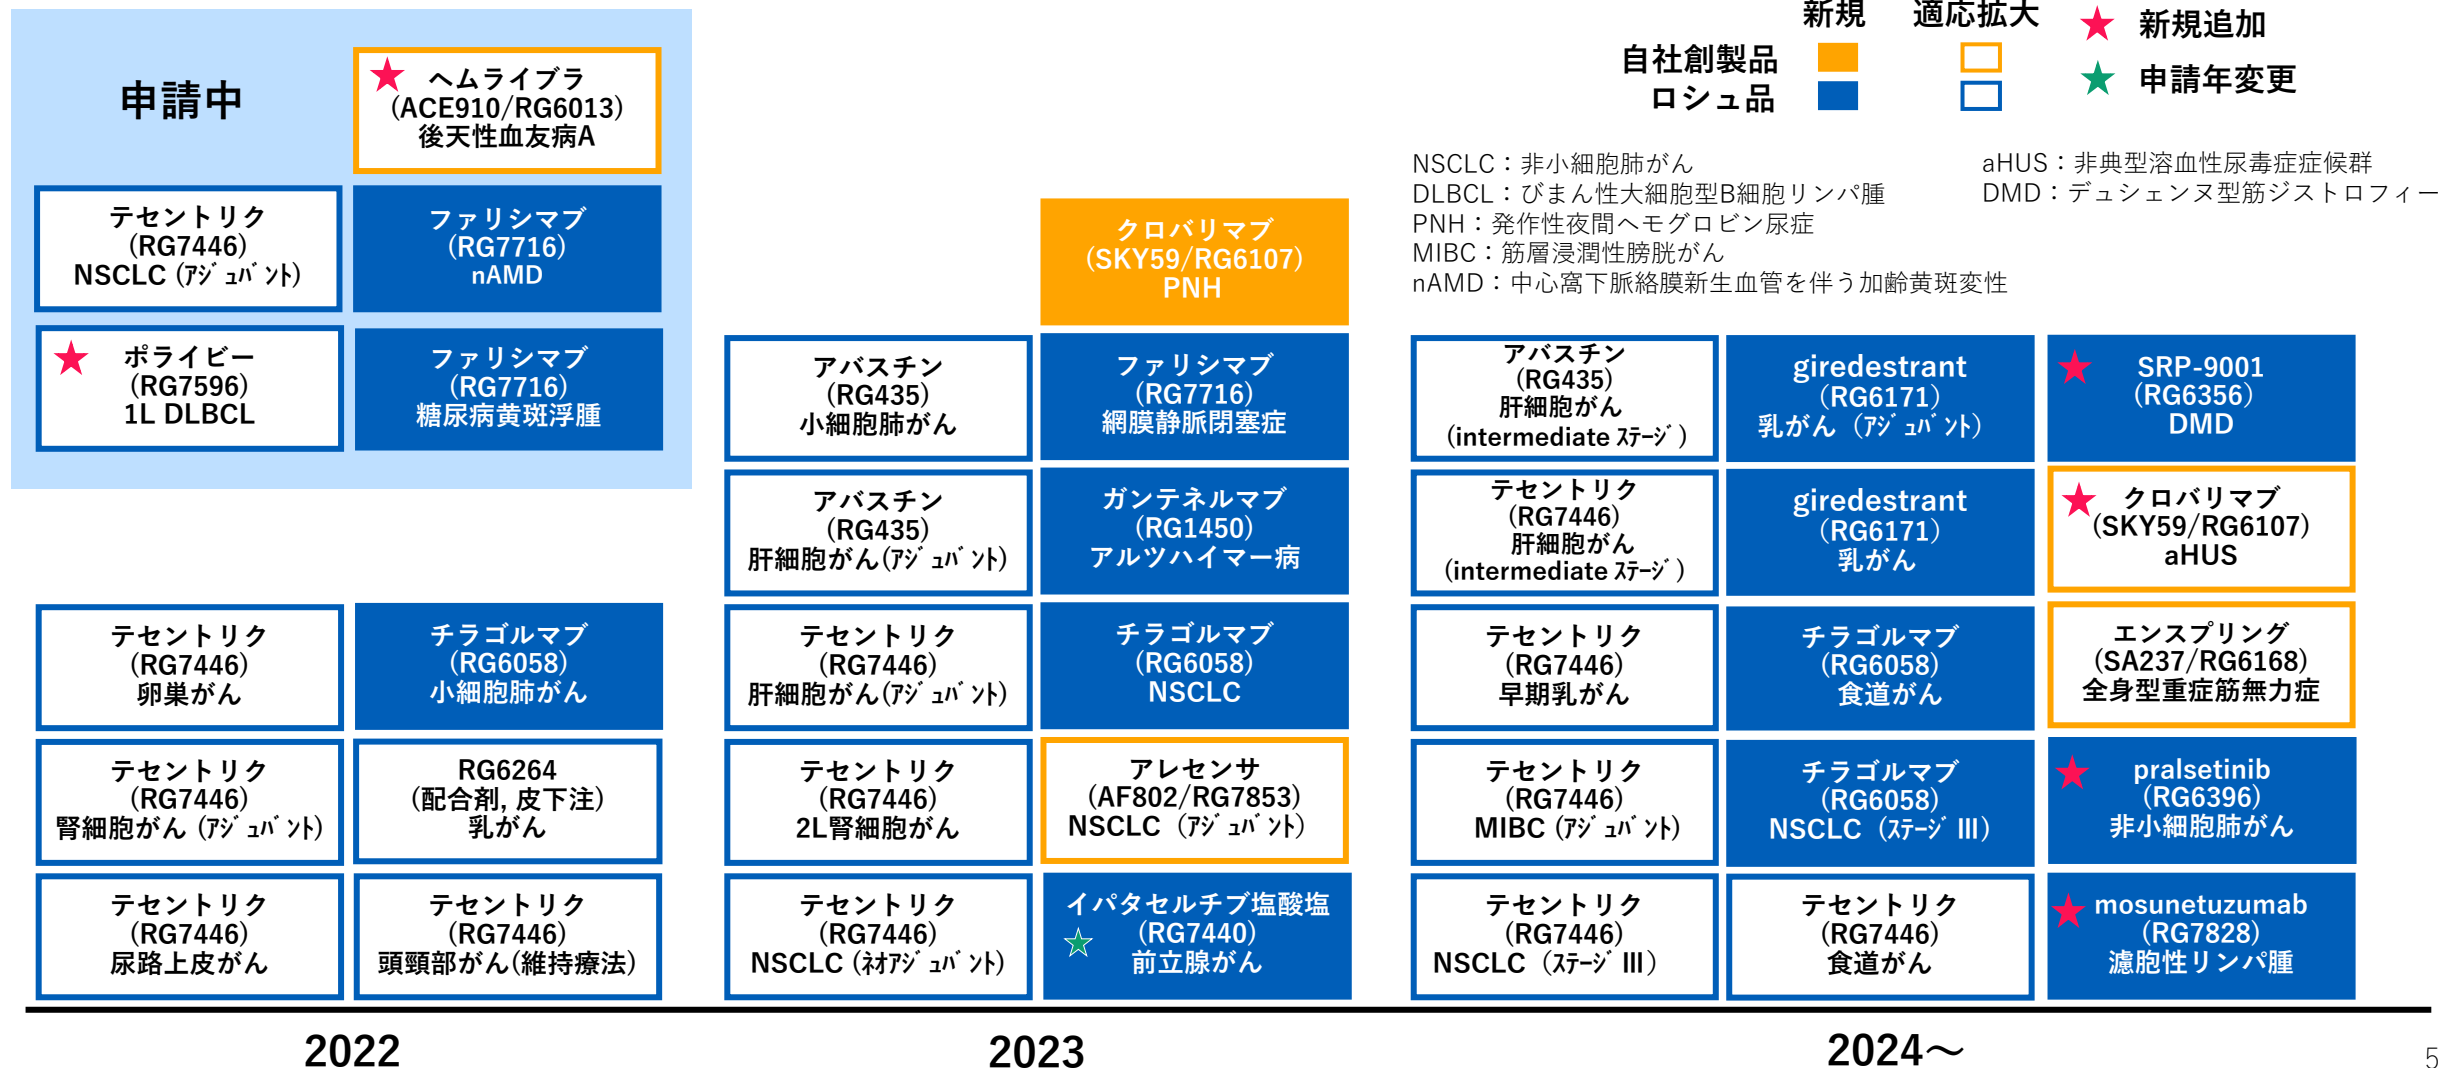 申請中
★ ヘムライブラ
(ACE910/RG6013)
後天性血友病A
テセントリク
(RG7446)
NSCLC (ｱｼﾞｭﾊﾞﾝﾄ)
ファリシマブ
(RG7716)
nAMD
★ ポライビー
(RG7596)
1L DLBCL
ファリシマブ
(RG7716)
糖尿病黄斑浮腫
テセントリク
(RG7446)
卵巣がん
チラゴルマブ
(RG6058)
小細胞肺がん
テセントリク
(RG7446)
腎細胞がん (ｱｼﾞｭﾊﾞﾝﾄ)
RG6264
(配合剤, 皮下注)
乳がん
テセントリク
(RG7446)
尿路上皮がん
テセントリク
(RG7446)
頭頸部がん(維持療法)
2022
クロバリマブ
(SKY59/RG6107)
PNH
アバスチン
(RG435)
小細胞肺がん
ファリシマブ
(RG7716)
網膜静脈閉塞症
アバスチン
(RG435)
肝細胞がん(ｱｼﾞｭﾊﾞﾝﾄ)
ガンテネルマブ
(RG1450)
アルツハイマー病
テセントリク
(RG7446)
肝細胞がん(ｱｼﾞｭﾊﾞﾝﾄ)
チラゴルマブ
(RG6058)
NSCLC
テセントリク
(RG7446)
2L腎細胞がん
アレセンサ
(AF802/RG7853)
NSCLC（ｱｼﾞｭﾊﾞﾝﾄ）
テセントリク
(RG7446)
NSCLC (ﾈｵｱｼﾞｭﾊﾞﾝﾄ)
イパタセルチブ塩酸塩
★ (RG7440)
前立腺がん
2023
新規 適応拡大
自社創製品
ロシュ品
★ 新規追加
★ 申請年変更
NSCLC：非小細胞肺がん
DLBCL：びまん性大細胞型B細胞リンパ腫
PNH：発作性夜間ヘモグロビン尿症
MIBC：筋層浸潤性膀胱がん
nAMD：中心窩下脈絡膜新生血管を伴う加齢黄斑変性
aHUS：非典型溶血性尿毒症症候群
DMD：デュシェンヌ型筋ジストロフィー
アバスチン
(RG435)
肝細胞がん
(intermediate ｽﾃｰｼﾞ)
giredestrant
(RG6171)
乳がん（ｱｼﾞｭﾊﾞﾝﾄ）
★ SRP-9001
(RG6356)
DMD
テセントリク
(RG7446)
肝細胞がん
(intermediate ｽﾃｰｼﾞ)
giredestrant
(RG6171)
乳がん
★ クロバリマブ
(SKY59/RG6107)
aHUS
テセントリク
(RG7446)
早期乳がん
チラゴルマブ
(RG6058)
食道がん
エンスプリング
(SA237/RG6168)
全身型重症筋無力症
テセントリク
(RG7446)
MIBC (ｱｼﾞｭﾊﾞﾝﾄ)
チラゴルマブ
(RG6058)
NSCLC（ｽﾃｰｼﾞ III）
★ pralsetinib
(RG6396)
非小細胞肺がん
テセントリク
(RG7446)
NSCLC（ｽﾃｰｼﾞ III）
テセントリク
(RG7446)
食道がん
★ mosunetuzumab
(RG7828)
濾胞性リンパ腫
2024～
5